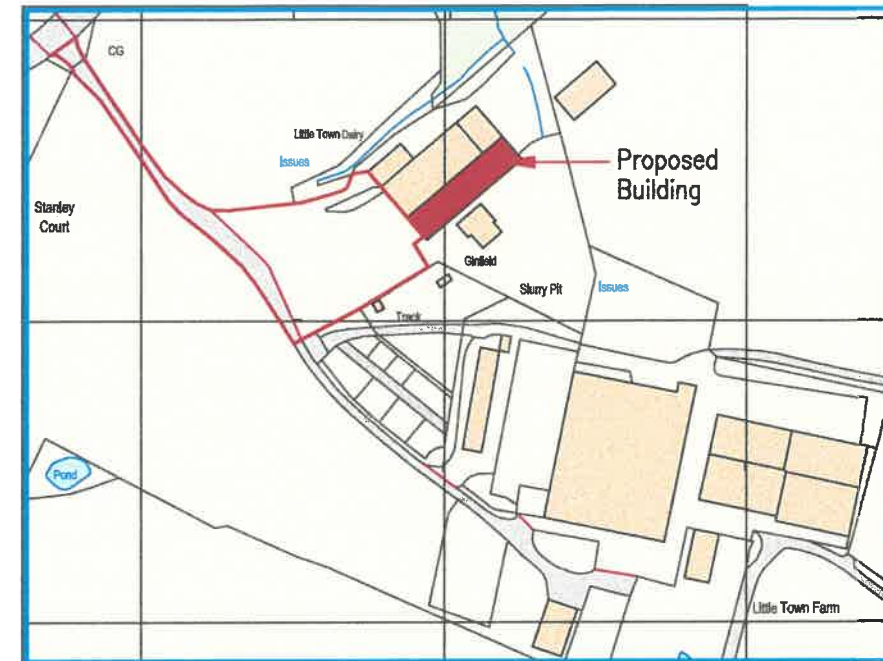 CG
Little Town Dairy
Issues
Proposed
Building
Stanley
Court
Ginfield
Slurry Pit
Issues
Track
Pond
Little Town Farm